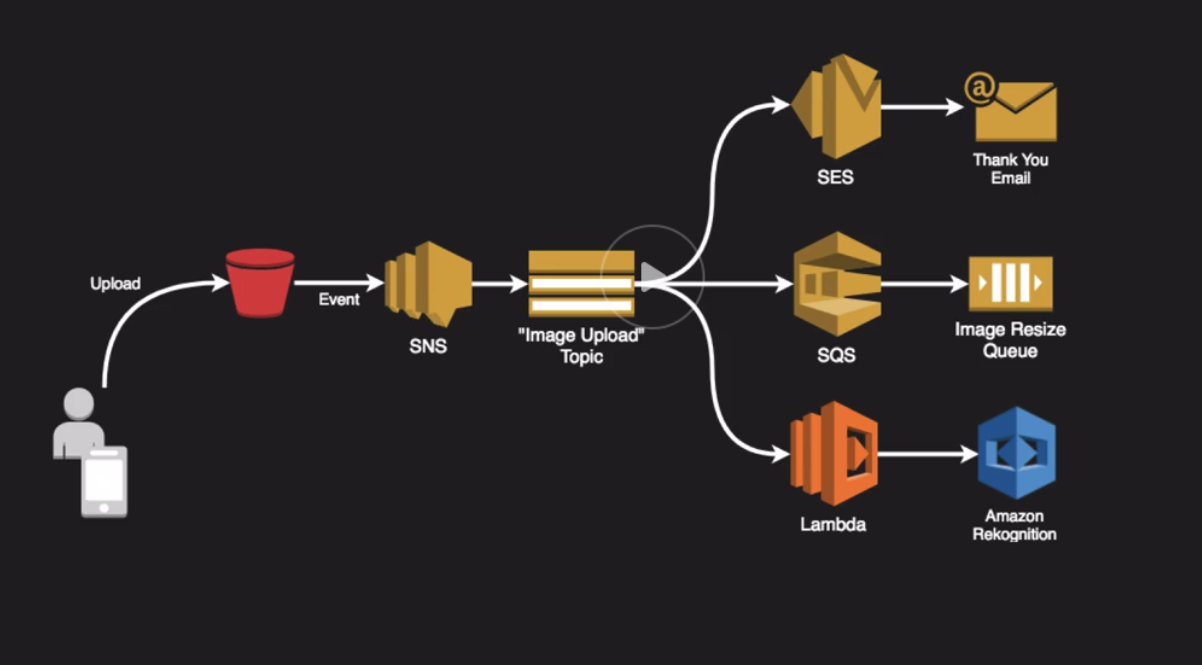 Upload
Event
SNS
"Image Upload"
Topic
SES
@
Thank You
Email
SQS
Image Resize
Queue
Lambda
Amazon
Rekognition